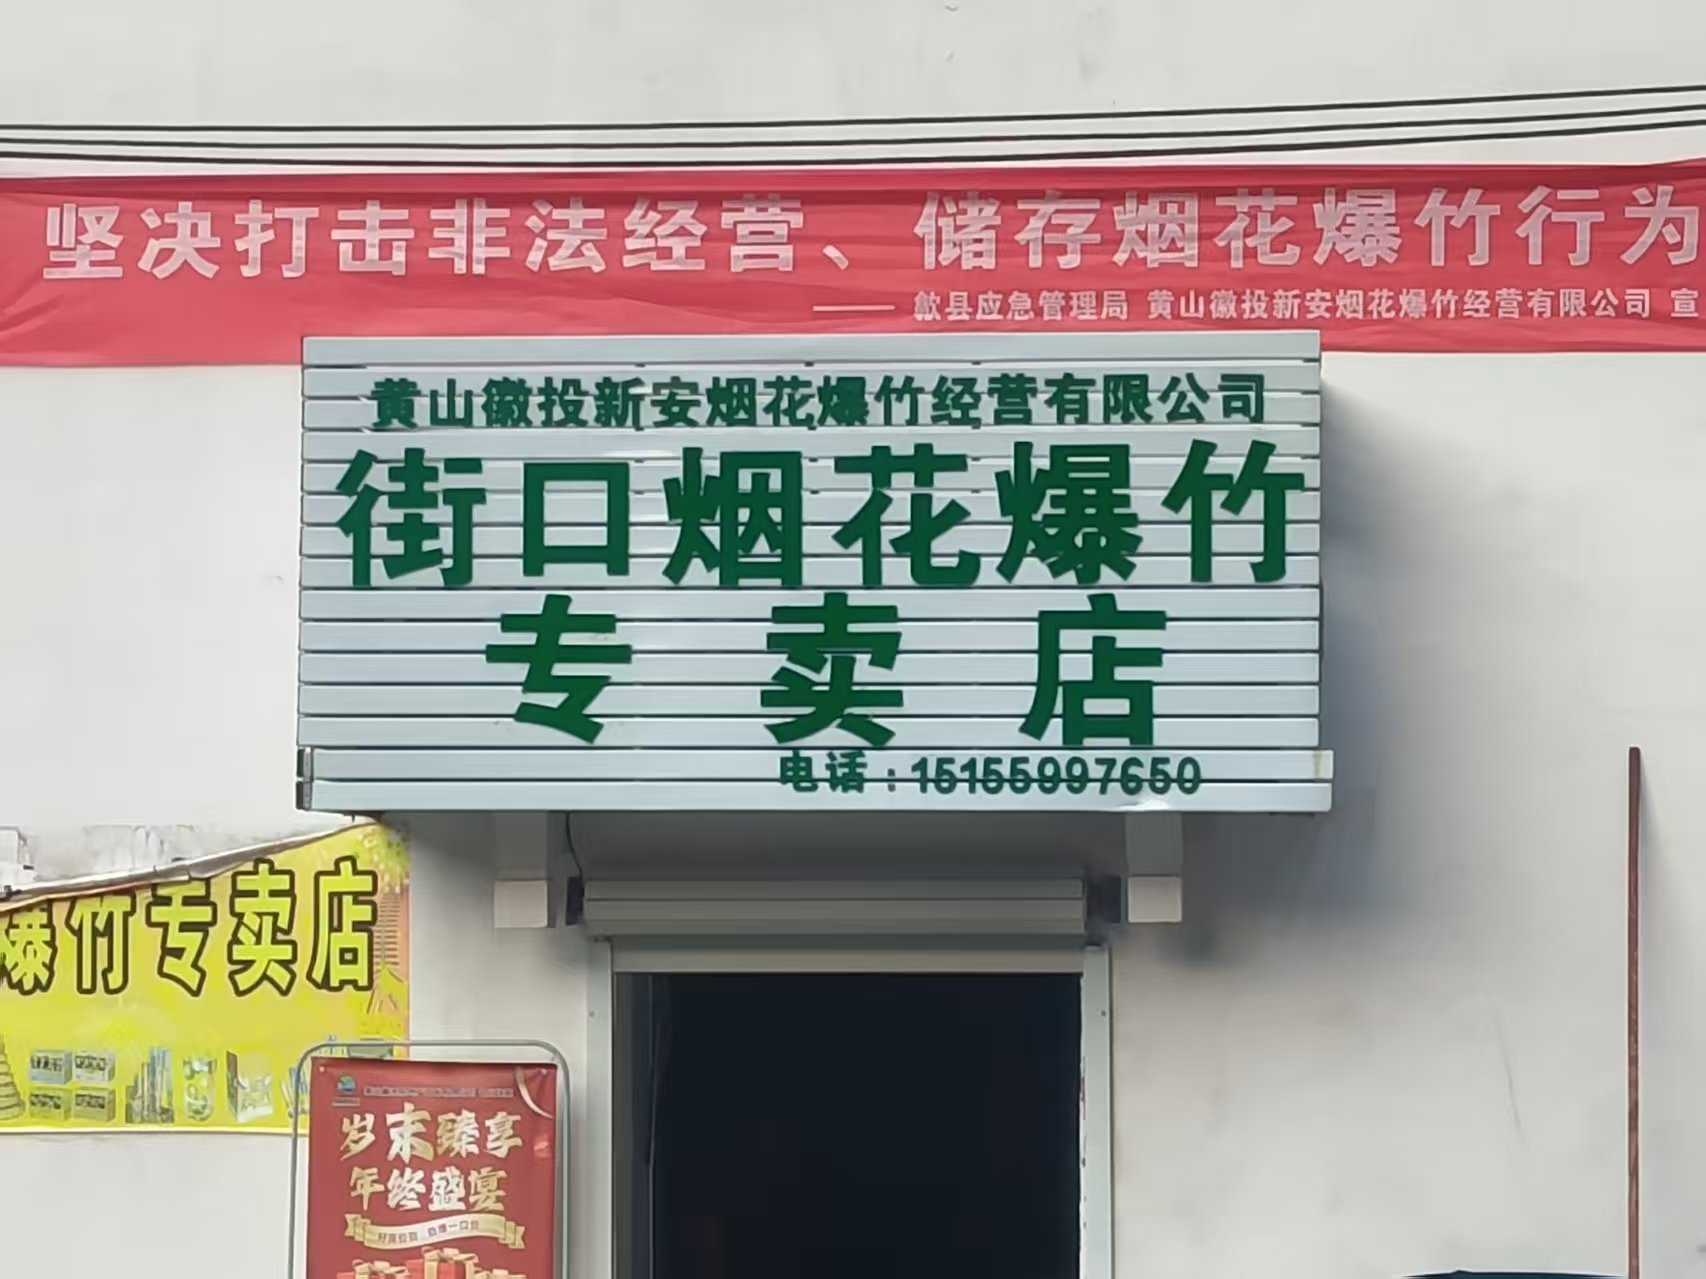 坚决打击非法经营、储存烟花爆竹行为
—— 歙县应急管理局 黄山徽投新安烟花爆竹经营有限公司 宣
黄山徽投新安烟花爆竹经营有限公司
街口烟花爆竹
专卖店
电话：15155997650
爆竹专卖店
岁末臻享
年终盛宴